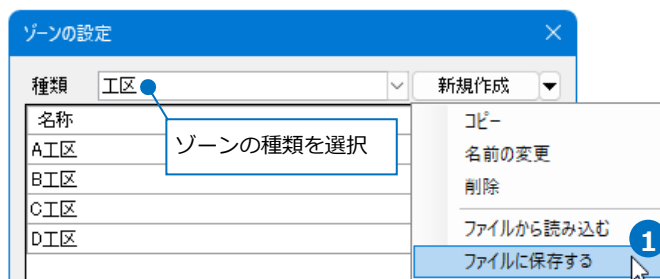 ゾーンの設定
種類 工区 新規作成
名称
ゾーンの種類を選択
A工区
B工区
C工区
D工区
コピー
名前の変更
削除
ファイルから読み込む
ファイルに保存する
1